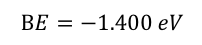 BE = −1.400 eV